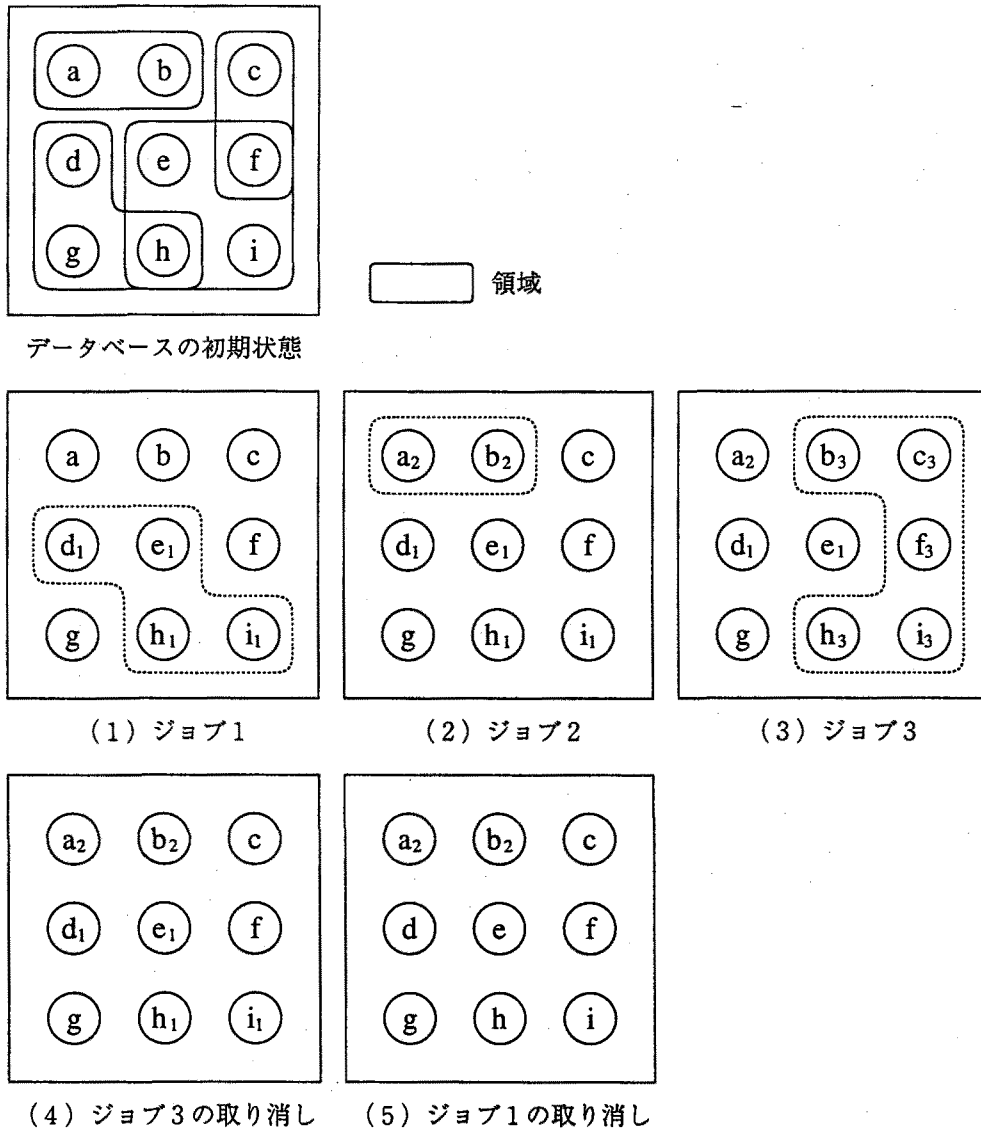 a b c
d e f
g h i
領域
データベースの初期状態
a b c
d₁ e₁ f
g h₁ i₁
(1) ジョブ1
a₂ b₂ c
d₁ e₁ f
g h₁ i₁
(2) ジョブ2
a₂ b₃ c₃
d₁ e₁ f₃
g h₃ i₃
(3) ジョブ3
a₂ b₂ c
d₁ e₁ f
g h₁ i₁
(4) ジョブ3の取り消し
a₂ b₂ c
d e f
g h i
(5) ジョブ1の取り消し